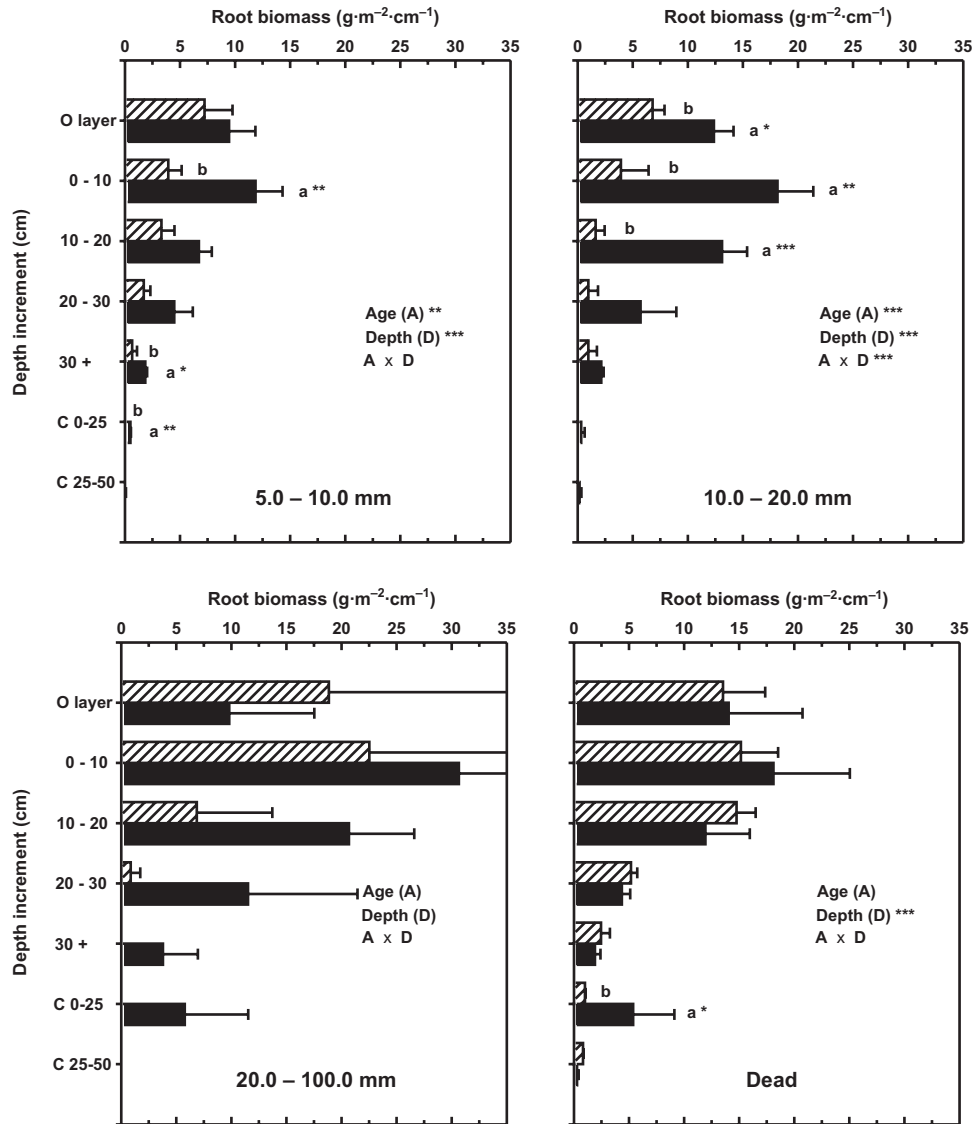 Root biomass (g·m⁻²·cm⁻¹)
0 5 10 15 20 25 30 35
Depth increment (cm)
O layer
0 - 10
b
a **
10 - 20
20 - 30
30 +
b
a *
C 0-25
b
a **
C 25-50
Age (A) **
Depth (D) ***
A x D
5.0 – 10.0 mm
Root biomass (g·m⁻²·cm⁻¹)
0 5 10 15 20 25 30 35
b
a *
b
a **
b
a ***
Age (A) ***
Depth (D) ***
A x D ***
10.0 – 20.0 mm
Root biomass (g·m⁻²·cm⁻¹)
0 5 10 15 20 25 30 35
Depth increment (cm)
O layer
0 - 10
10 - 20
20 - 30
30 +
C 0-25
C 25-50
Age (A)
Depth (D)
A x D
20.0 – 100.0 mm
Root biomass (g·m⁻²·cm⁻¹)
0 5 10 15 20 25 30 35
Age (A)
Depth (D) ***
A x D
b
a *
Dead